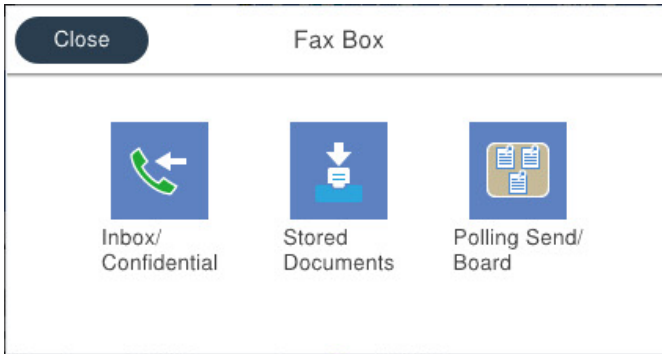 Close
Fax Box
Inbox/
Confidential
Stored
Documents
Polling Send/
Board